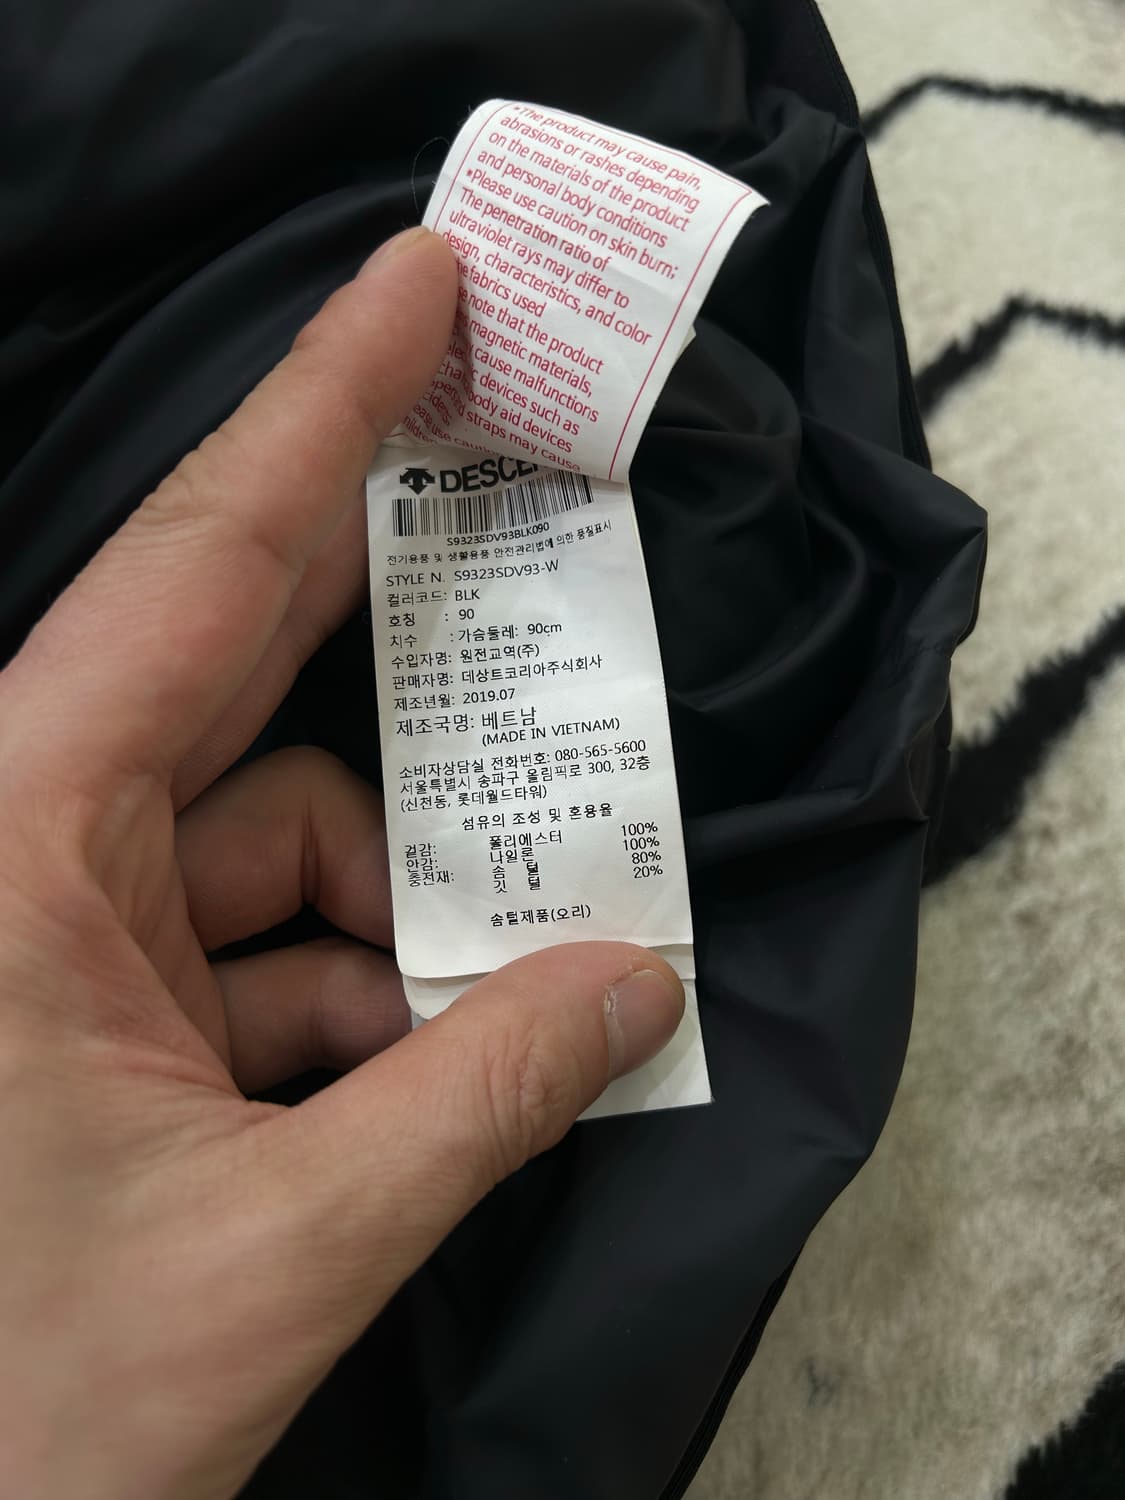 *The product may cause pain,
abrasions or rashes depending
on the materials of the product
and personal body conditions
*Please use caution on skin burn;
The penetration ratio of
ultraviolet rays may differ to
design, characteristics, and color
fabrics used
note that the product
magnetic materials,
cause malfunctions
devices such as
body aid devices
straps may cause
DESCE
S9323SDV93BLK090
전기용품 및 생활용품 안전관리법에 의한 품질표시
STYLE N. S9323SDV93-W
컬러코드: BLK
호칭 : 90
치수 : 가슴둘레: 90cm
수입자명: 원전교역(주)
판매자명: 데상트코리아주식회사
제조년월: 2019.07
제조국명: 베트남
(MADE IN VIETNAM)
소비자상담실 전화번호: 080-565-5600
서울특별시 송파구 올림픽로 300, 32층
(신천동, 롯데월드타워)
섬유의 조성 및 혼용율
겉감: 폴리에스터 100%
안감: 나일론 100%
충전재: 솜 털 80%
깃 털 20%
솜털제품(오리)